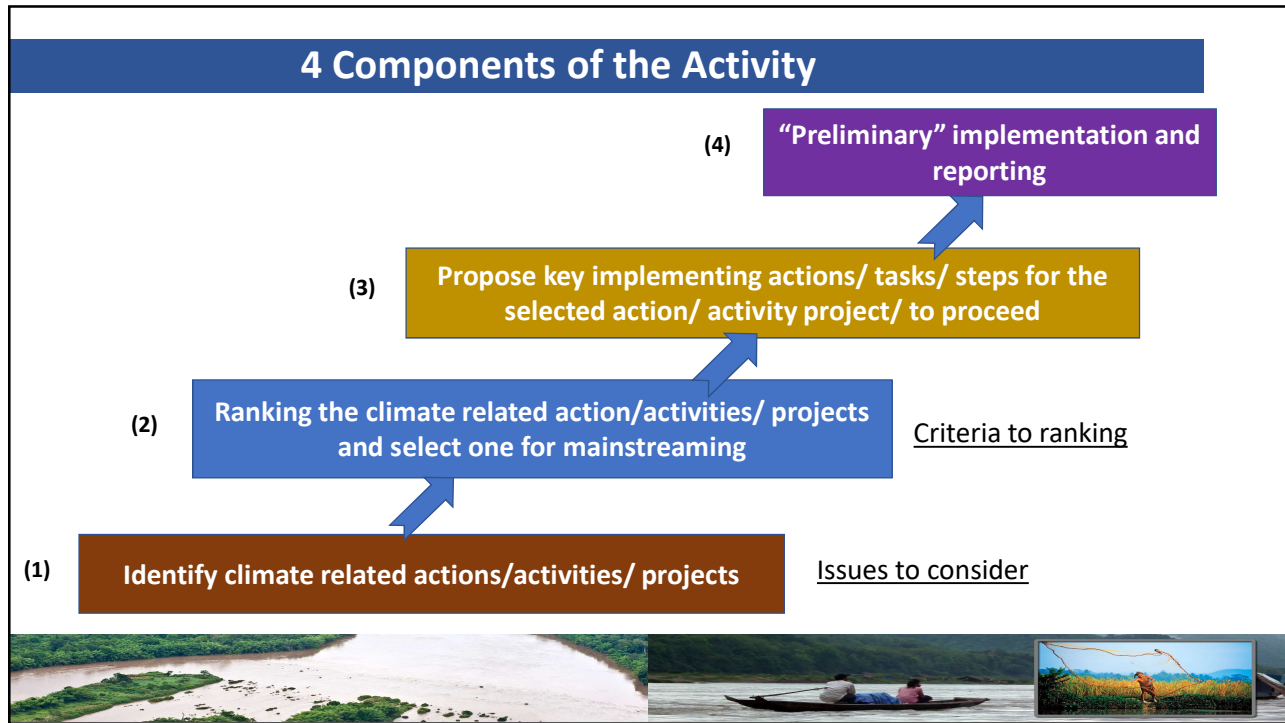 4 Components of the Activity
(4)
“Preliminary” implementation and
reporting
(3)
Propose key implementing actions/ tasks/ steps for the
selected action/ activity project/ to proceed
(2)
Ranking the climate related action/activities/ projects
and select one for mainstreaming
Criteria to ranking
(1)
Identify climate related actions/activities/ projects
Issues to consider